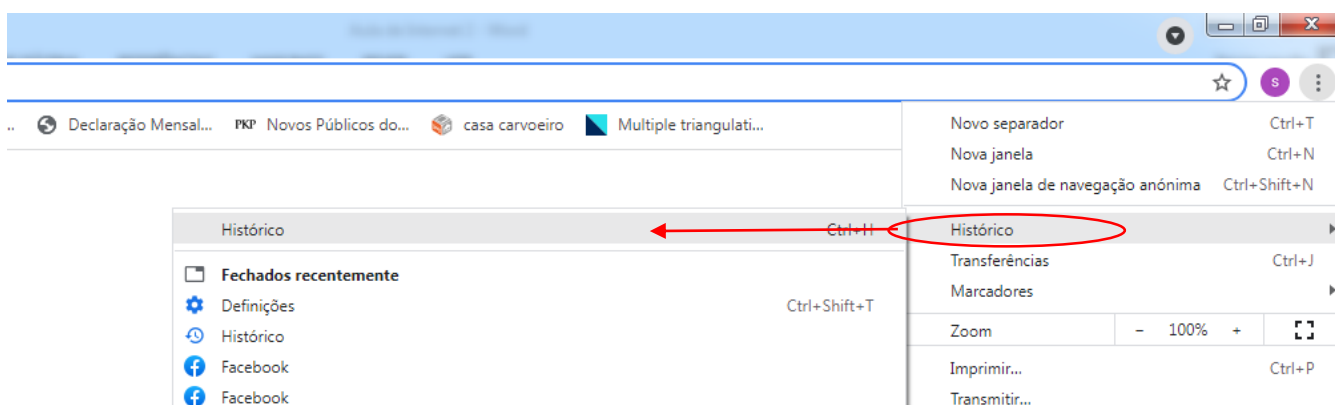 S
.. Declaração Mensal... PKP Novos Públicos do... casa carvoeiro Multiple triangulati...
Novo separador Ctrl+T
Nova janela Ctrl+N
Nova janela de navegação anónima Ctrl+Shift+N
Histórico
Histórico Ctrl+H
Fechados recentemente
Definições Ctrl+Shift+T
Histórico
Facebook
Facebook
Transferências Ctrl+J
Marcadores
Zoom - 100% +
Imprimir... Ctrl+P
Transmitir...